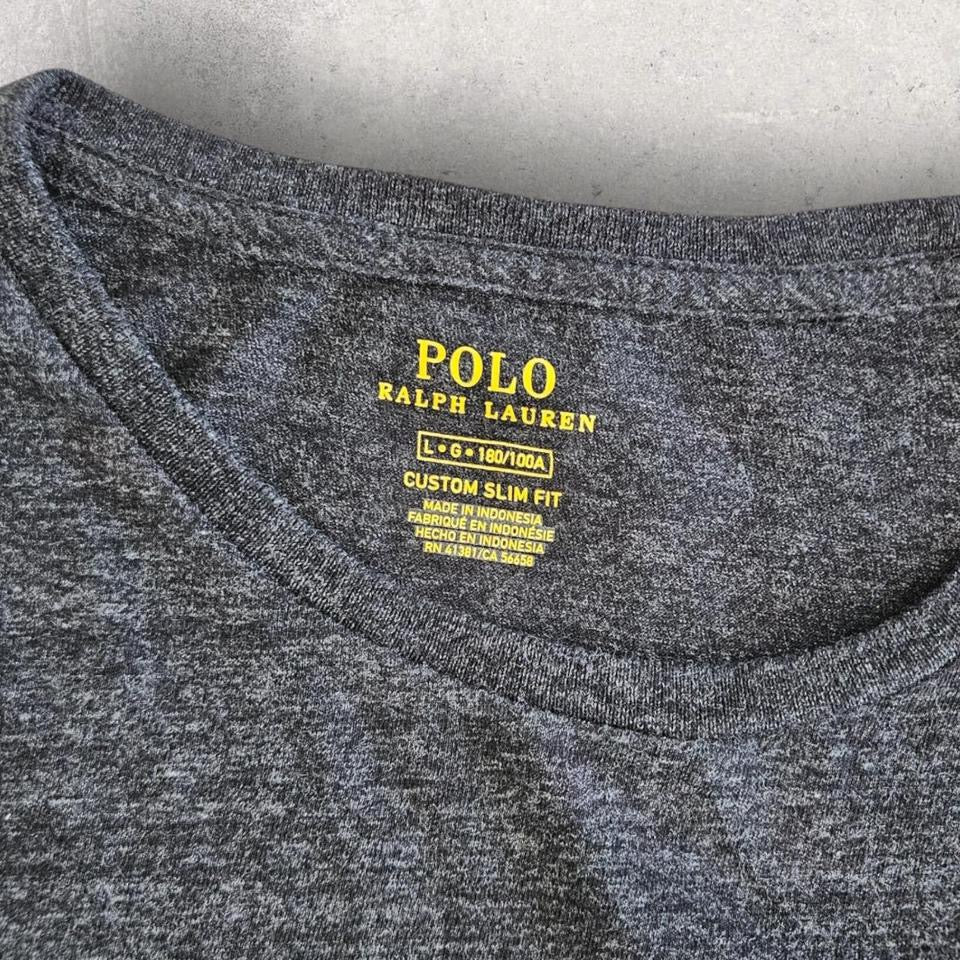 POLO
RALPH LAUREN
L • G • 180/100A
CUSTOM SLIM FIT
MADE IN INDONESIA
FABRIQUÉ EN INDONÉSIE
HECHO EN INDONESIA
RN 41381/CA 56658